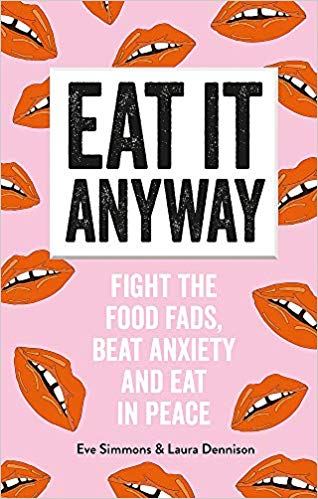 EAT IT
ANYWAY
FIGHT THE
FOOD FADS,
BEAT ANXIETY
AND EAT
IN PEACE
Eve Simmons & Laura Dennison